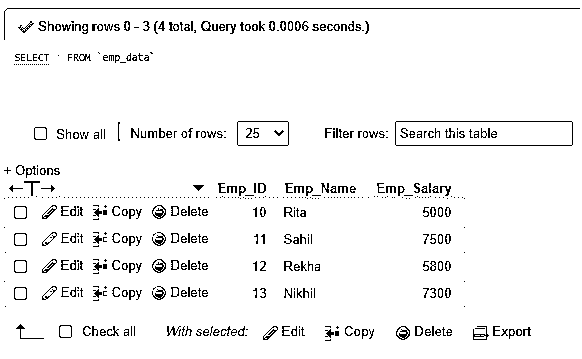 Showing rows 0 - 3 (4 total, Query took 0.0006 seconds.)
SELECT * FROM `emp_data`
Show all Number of rows: 25 Filter rows: Search this table
+ Options
←T→ ▼ Emp_ID Emp_Name Emp_Salary
Edit Copy Delete 10 Rita 5000
Edit Copy Delete 11 Sahil 7500
Edit Copy Delete 12 Rekha 5800
Edit Copy Delete 13 Nikhil 7300
Check all With selected: Edit Copy Delete Export